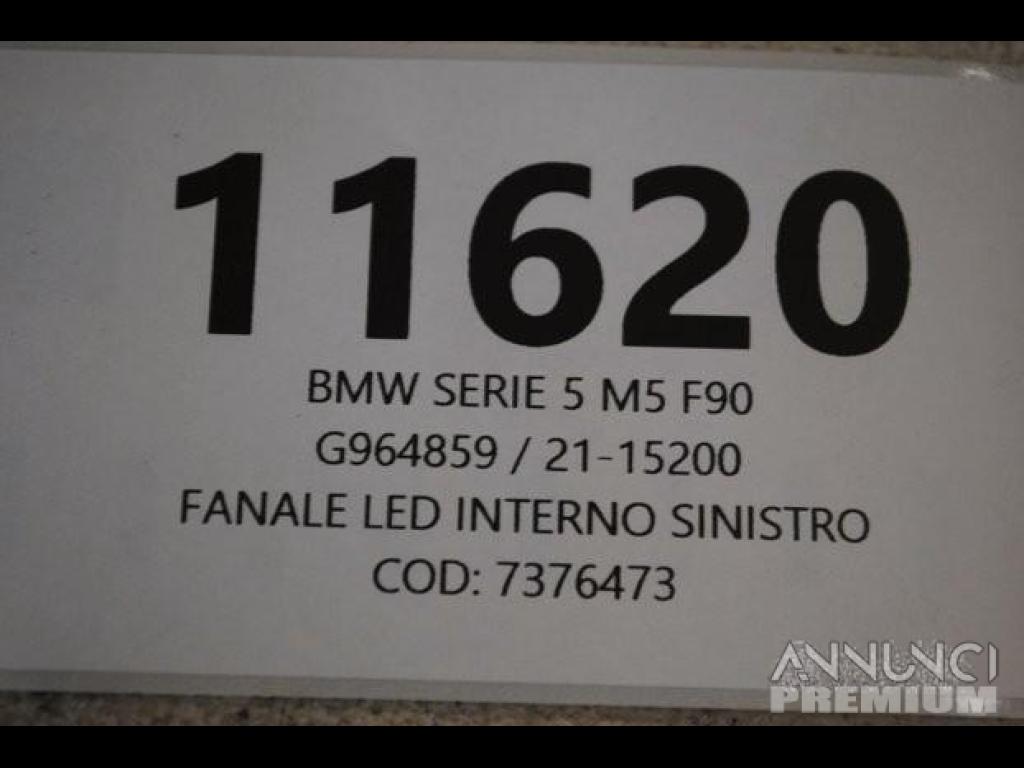 11620
BMW SERIE 5 M5 F90
G964859 / 21-15200
FANALE LED INTERNO SINISTRO
COD: 7376473
ANNUNCI
PREMIUM